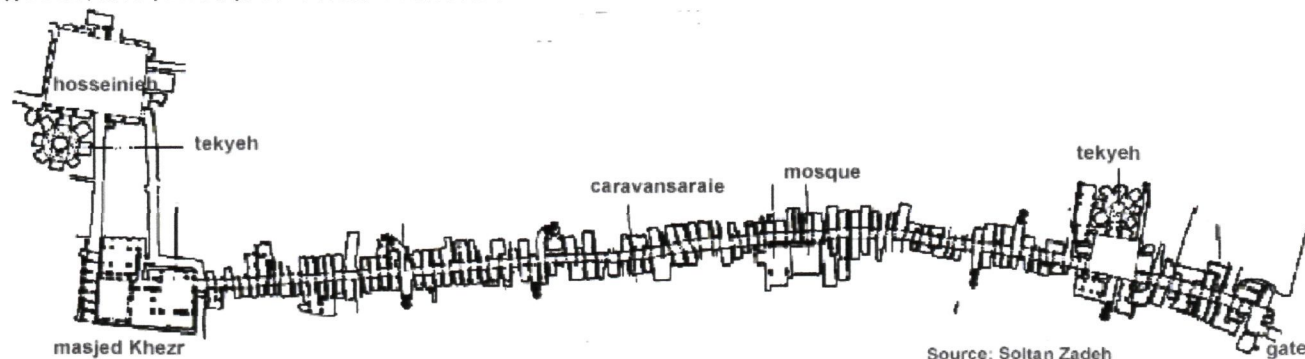 hosseinieh
tekyeh
caravansaraie
mosque
tekyeh
masjed Khezr
Source: Soltan Zadeh
gate